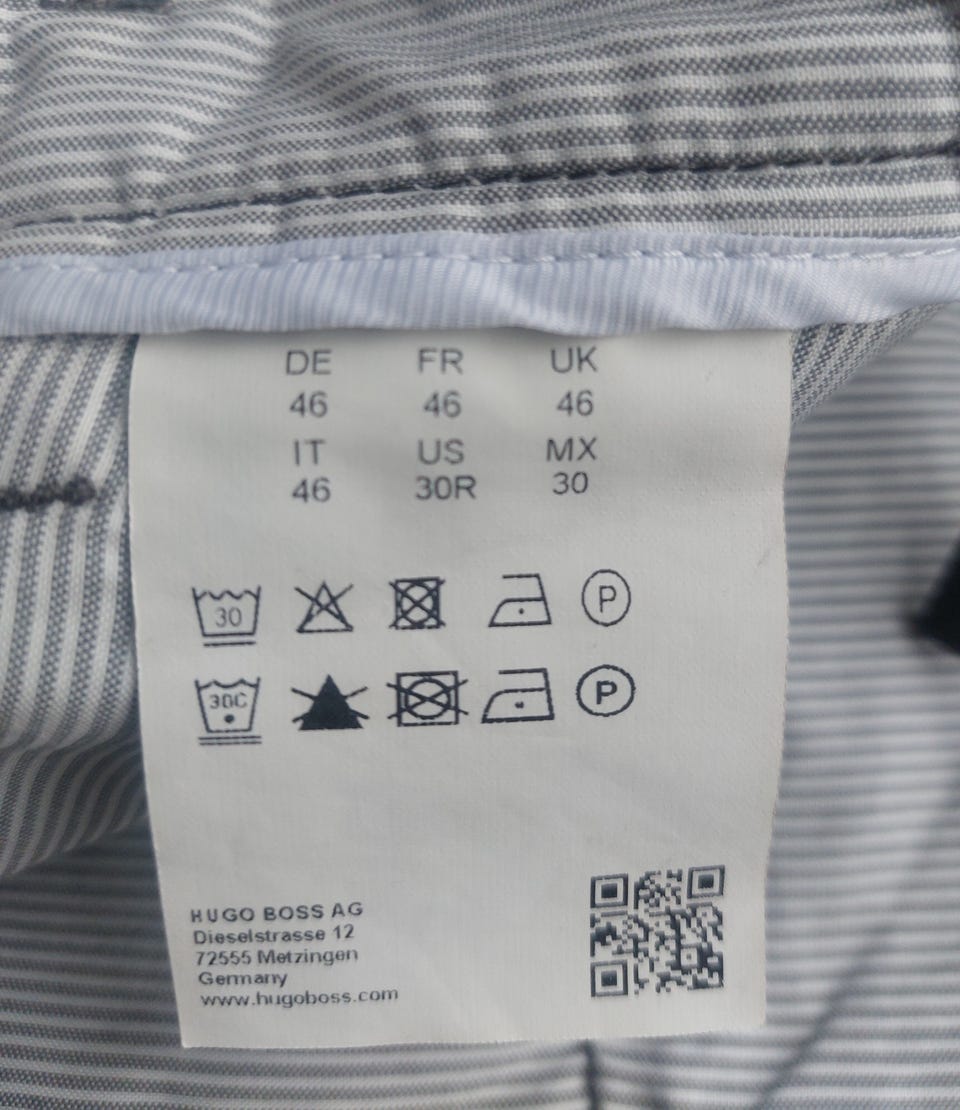 DE FR UK
46 46 46
IT US MX
46 30R 30
30 P
30C P
HUGO BOSS AG
Dieselstrasse 12
72555 Metzingen
Germany
www.hugoboss.com